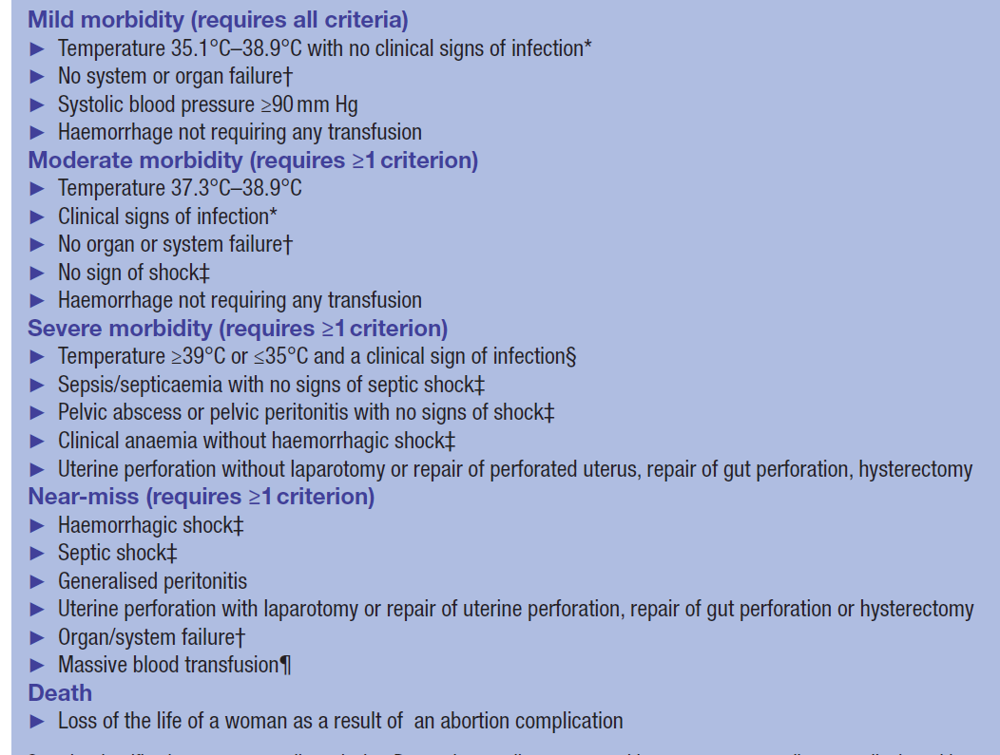 Mild morbidity (requires all criteria)
► Temperature 35.1°C–38.9°C with no clinical signs of infection*
► No system or organ failure†
► Systolic blood pressure ≥90 mm Hg
► Haemorrhage not requiring any transfusion
Moderate morbidity (requires ≥1 criterion)
► Temperature 37.3°C–38.9°C
► Clinical signs of infection*
► No organ or system failure†
► No sign of shock‡
► Haemorrhage not requiring any transfusion
Severe morbidity (requires ≥1 criterion)
► Temperature ≥39°C or ≤35°C and a clinical sign of infection§
► Sepsis/septicaemia with no signs of septic shock‡
► Pelvic abscess or pelvic peritonitis with no signs of shock‡
► Clinical anaemia without haemorrhagic shock‡
► Uterine perforation without laparotomy or repair of perforated uterus, repair of gut perforation, hysterectomy
Near-miss (requires ≥1 criterion)
► Haemorrhagic shock‡
► Septic shock‡
► Generalised peritonitis
► Uterine perforation with laparotomy or repair of uterine perforation, repair of gut perforation or hysterectomy
► Organ/system failure†
► Massive blood transfusion¶
Death
► Loss of the life of a woman as a result of an abortion complication